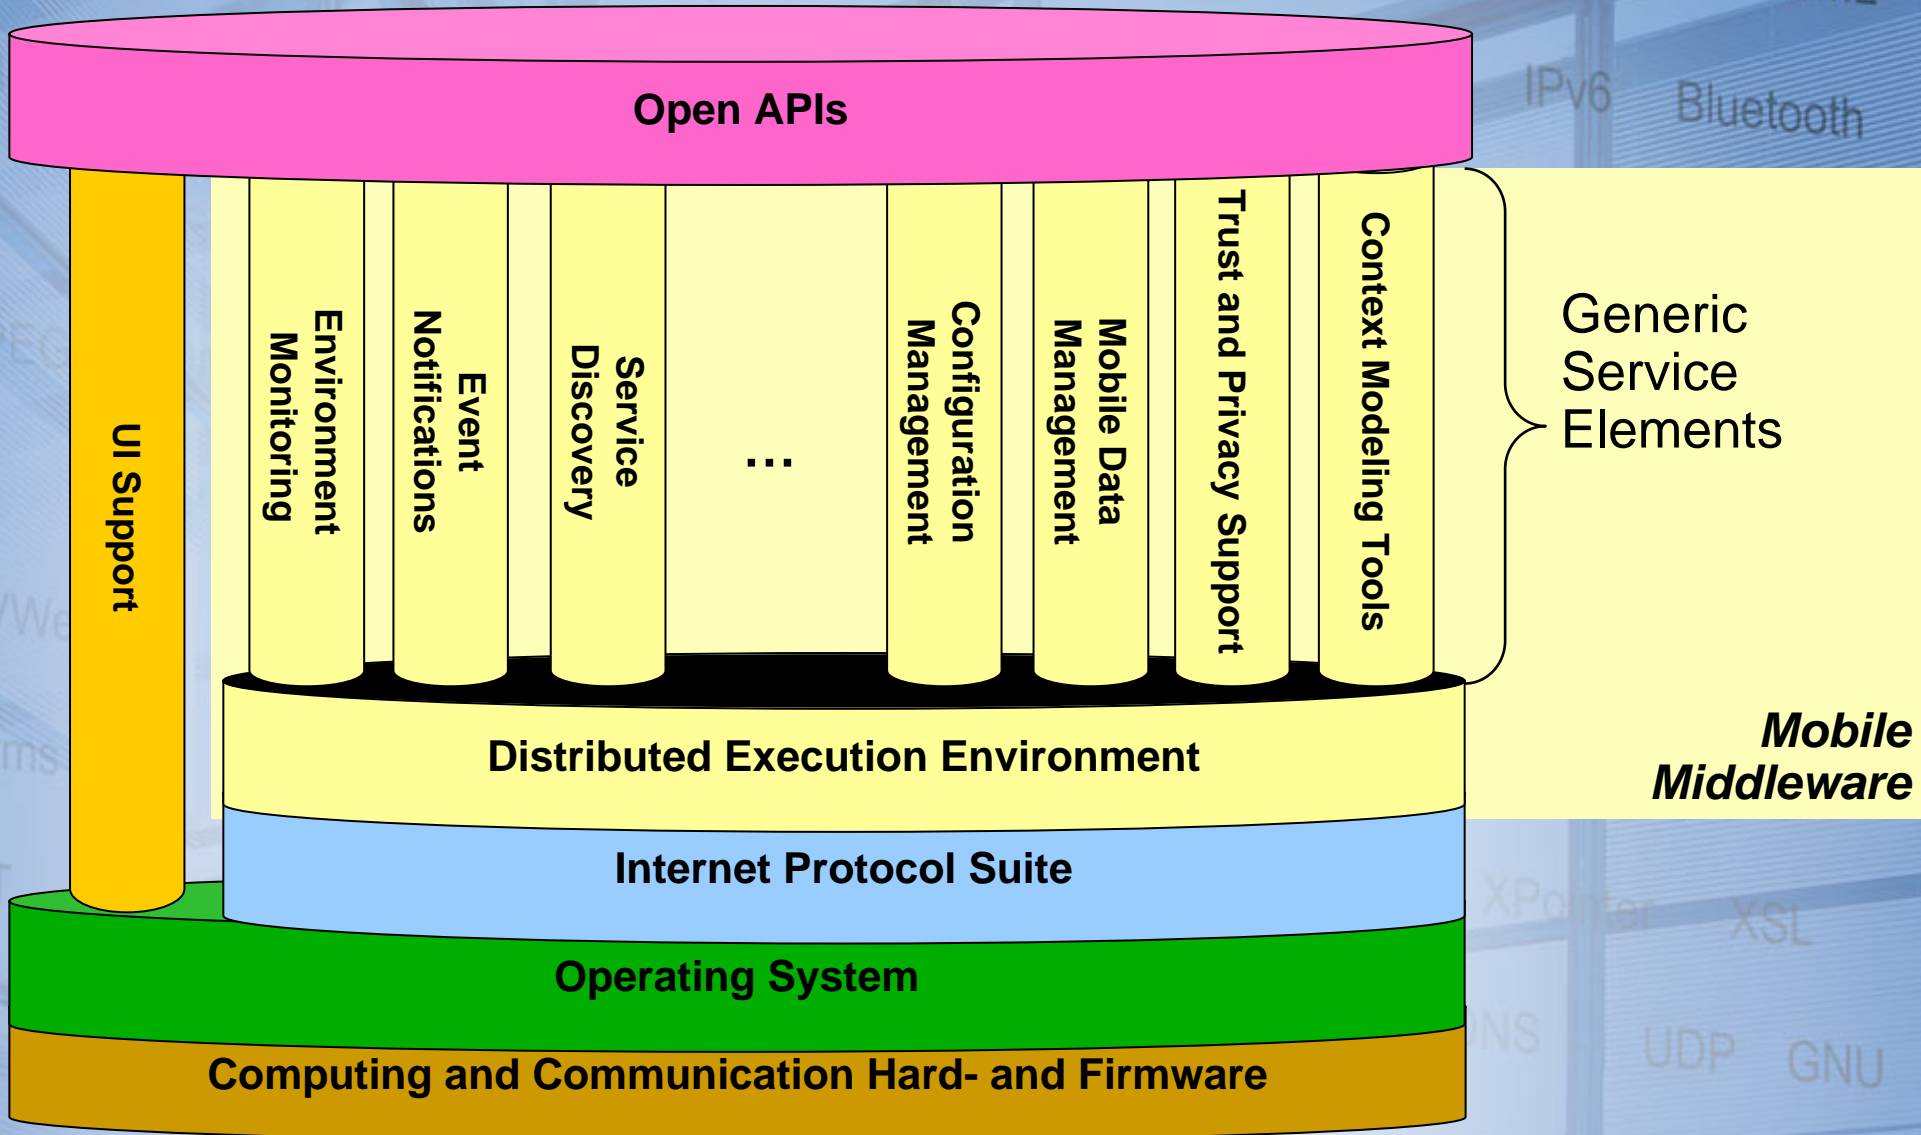 Open APIs
IPv6
Bluetooth
UI Support
Environment
Monitoring
Event
Notifications
Service
Discovery
...
Configuration
Management
Mobile Data
Management
Trust and Privacy Support
Context Modeling Tools
Generic
Service
Elements
Mobile
Middleware
Distributed Execution Environment
Internet Protocol Suite
XPointer
XSL
Operating System
UDP
GNU
Computing and Communication Hard- and Firmware